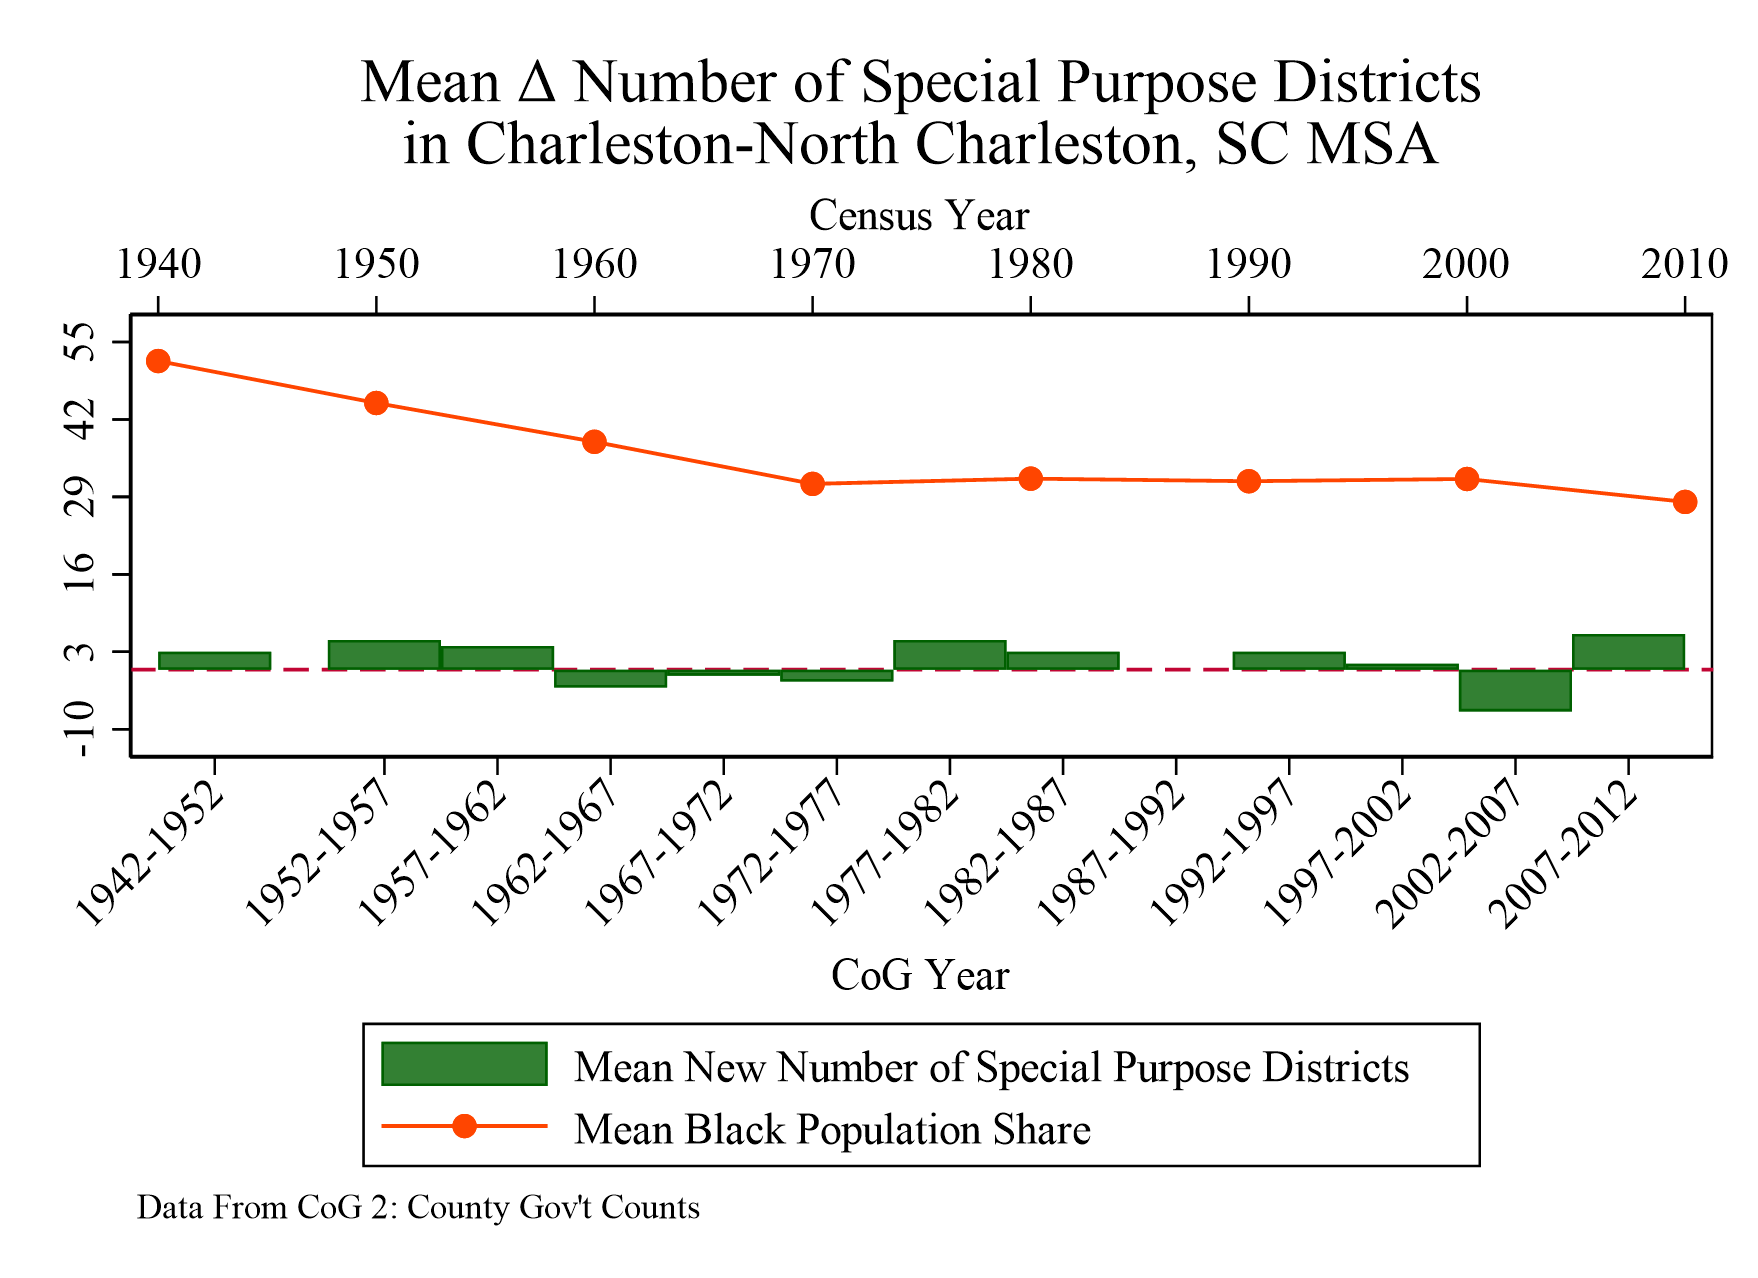 Mean Δ Number of Special Purpose Districts
in Charleston-North Charleston, SC MSA
Census Year
1940 1950 1960 1970 1980 1990 2000 2010
55
42
29
16
3
-10
1942-1952 1952-1957 1957-1962 1962-1967 1967-1972 1972-1977 1977-1982 1982-1987 1987-1992 1992-1997 1997-2002 2002-2007 2007-2012
CoG Year
Mean New Number of Special Purpose Districts
Mean Black Population Share
Data From CoG 2: County Gov't Counts